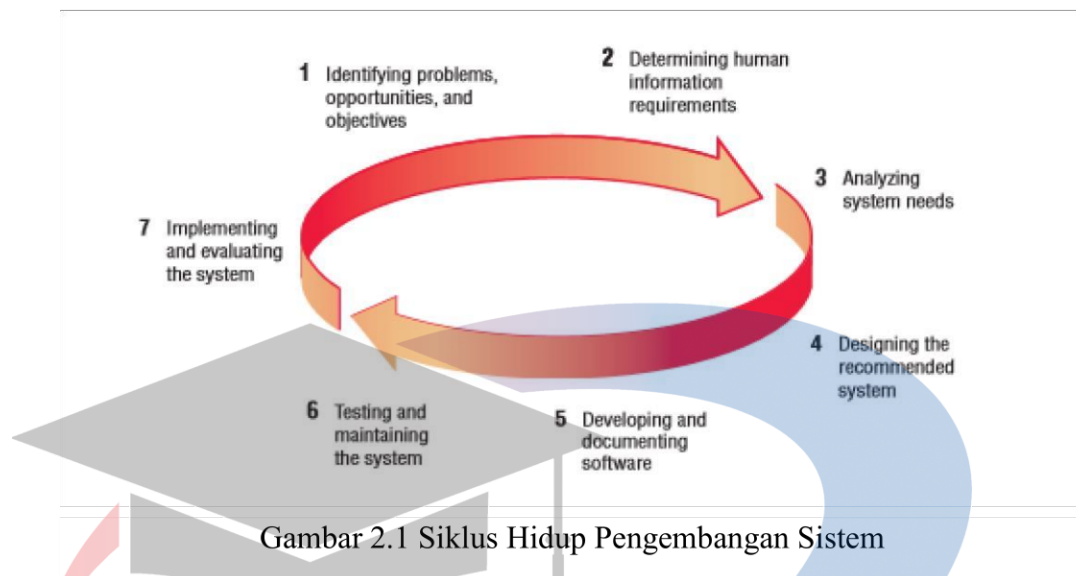 1 Identifying problems,
opportunities, and
objectives
2 Determining human
information
requirements
3 Analyzing
system needs
4 Designing the
recommended
system
5 Developing and
documenting
software
6 Testing and
maintaining
the system
7 Implementing
and evaluating
the system
Gambar 2.1 Siklus Hidup Pengembangan Sistem